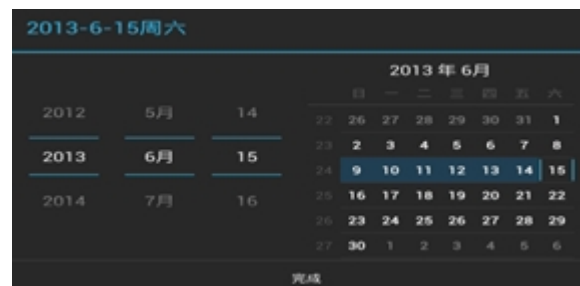 2013-6-15周六
2012 5月 14
2013 6月 15
2014 7月 16
2013 年 6月
日 一 二 三 四 五 六
22 26 27 28 29 30 31 1
23 2 3 4 5 6 7 8
24 9 10 11 12 13 14 15
25 16 17 18 19 20 21 22
26 23 24 25 26 27 28 29
27 30 1 2 3 4 5 6
完成